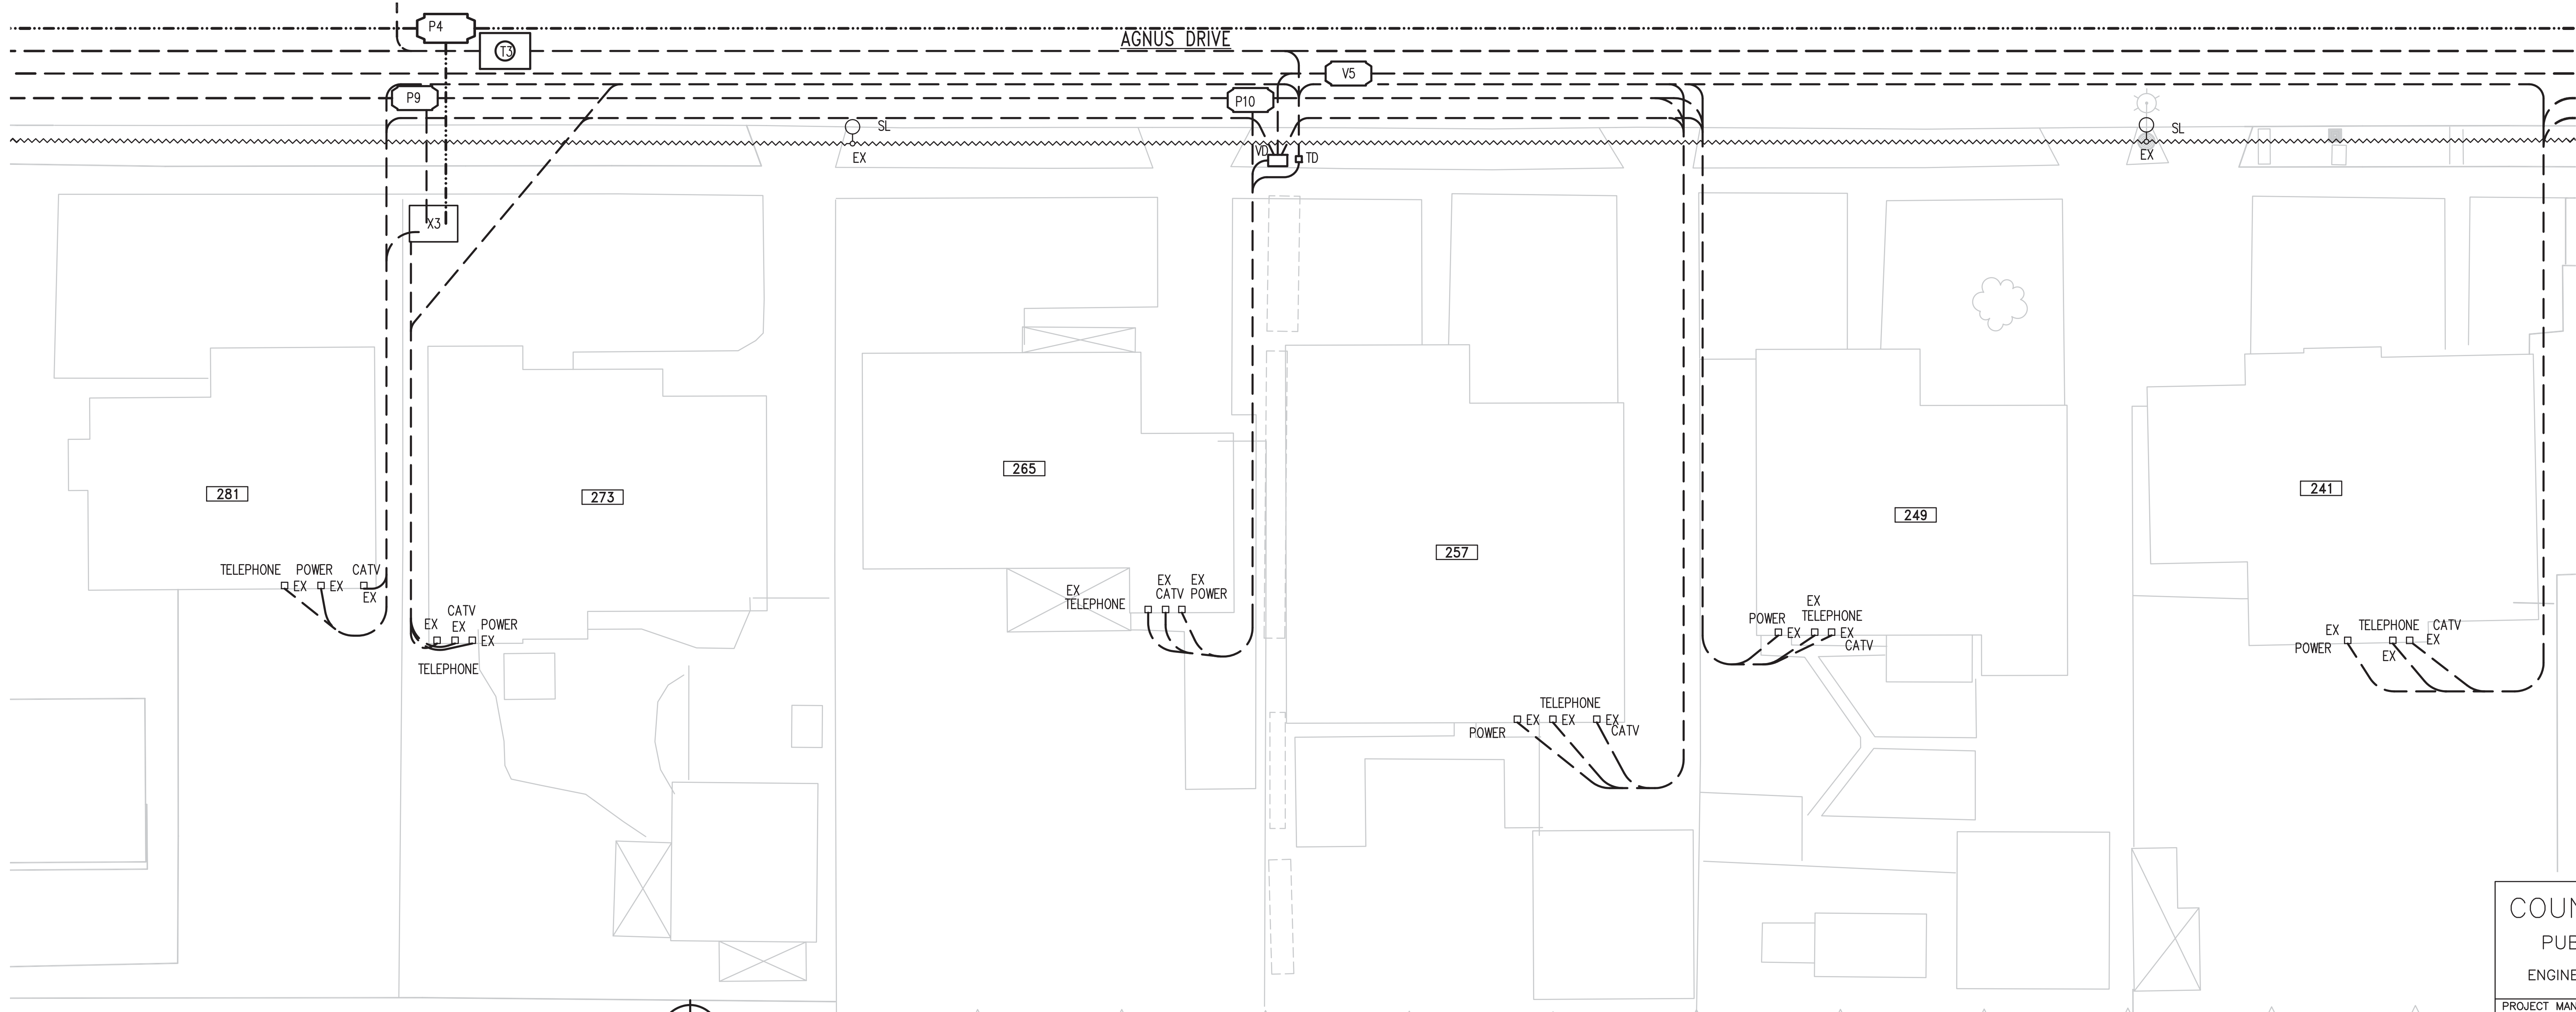 P4
T3
AGNUS DRIVE
V5
P9
P10
SL
EX
VD
TD
SL
EX
X3
281
273
265
257
249
241
TELEPHONE POWER CATV
EX EX
EX
CATV
EX EX POWER
EX
TELEPHONE
EX EX EX
TELEPHONE CATV POWER
EX
POWER TELEPHONE
EX EX
CATV
EX TELEPHONE CATV
EX
POWER EX
TELEPHONE
EX EX EX
POWER CATV
COUN
PUB
ENGINE
PROJECT MAN